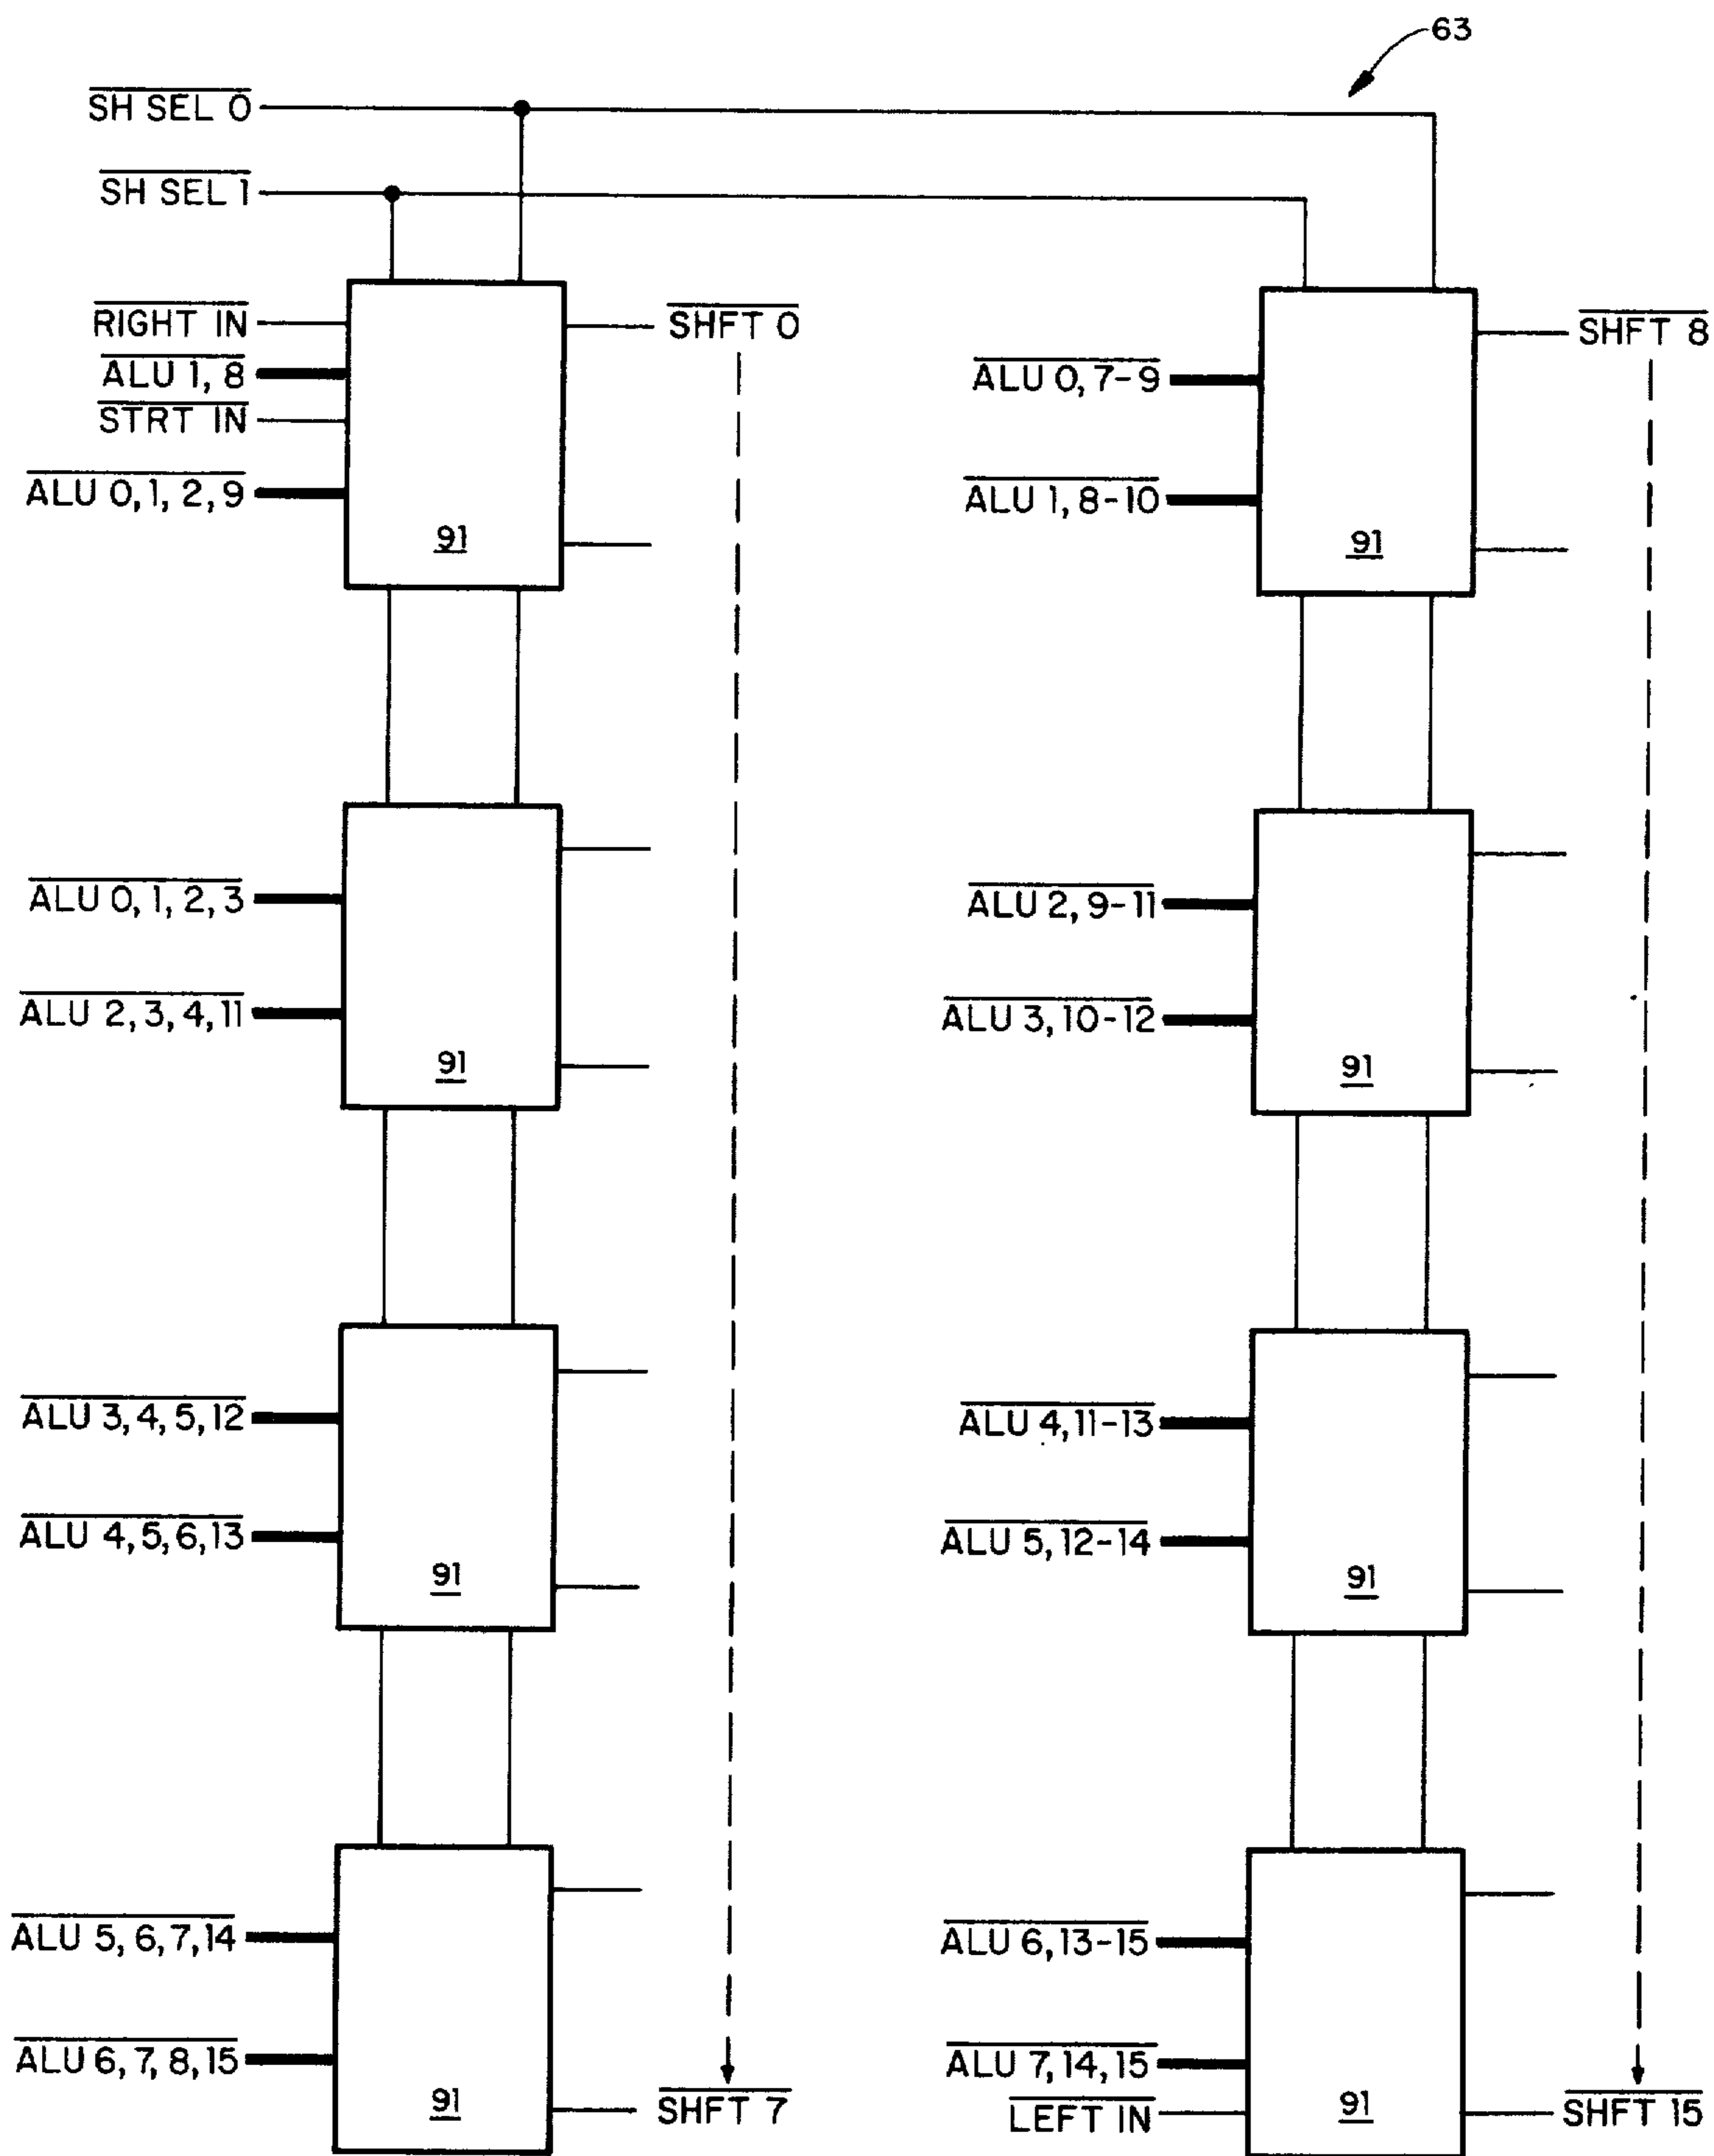 63
SH SEL 0
SH SEL 1
RIGHT IN
ALU 1, 8
STRT IN
ALU 0, 1, 2, 9
91
SHFT 0
ALU 0, 7-9
ALU 1, 8-10
91
SHFT 8
ALU 0, 1, 2, 3
ALU 2, 3, 4, 11
91
ALU 2, 9-11
ALU 3, 10-12
91
ALU 3, 4, 5, 12
ALU 4, 5, 6, 13
91
ALU 4, 11-13
ALU 5, 12-14
91
ALU 5, 6, 7, 14
ALU 6, 7, 8, 15
91
SHFT 7
ALU 6, 13-15
ALU 7, 14, 15
LEFT IN
91
SHFT 15